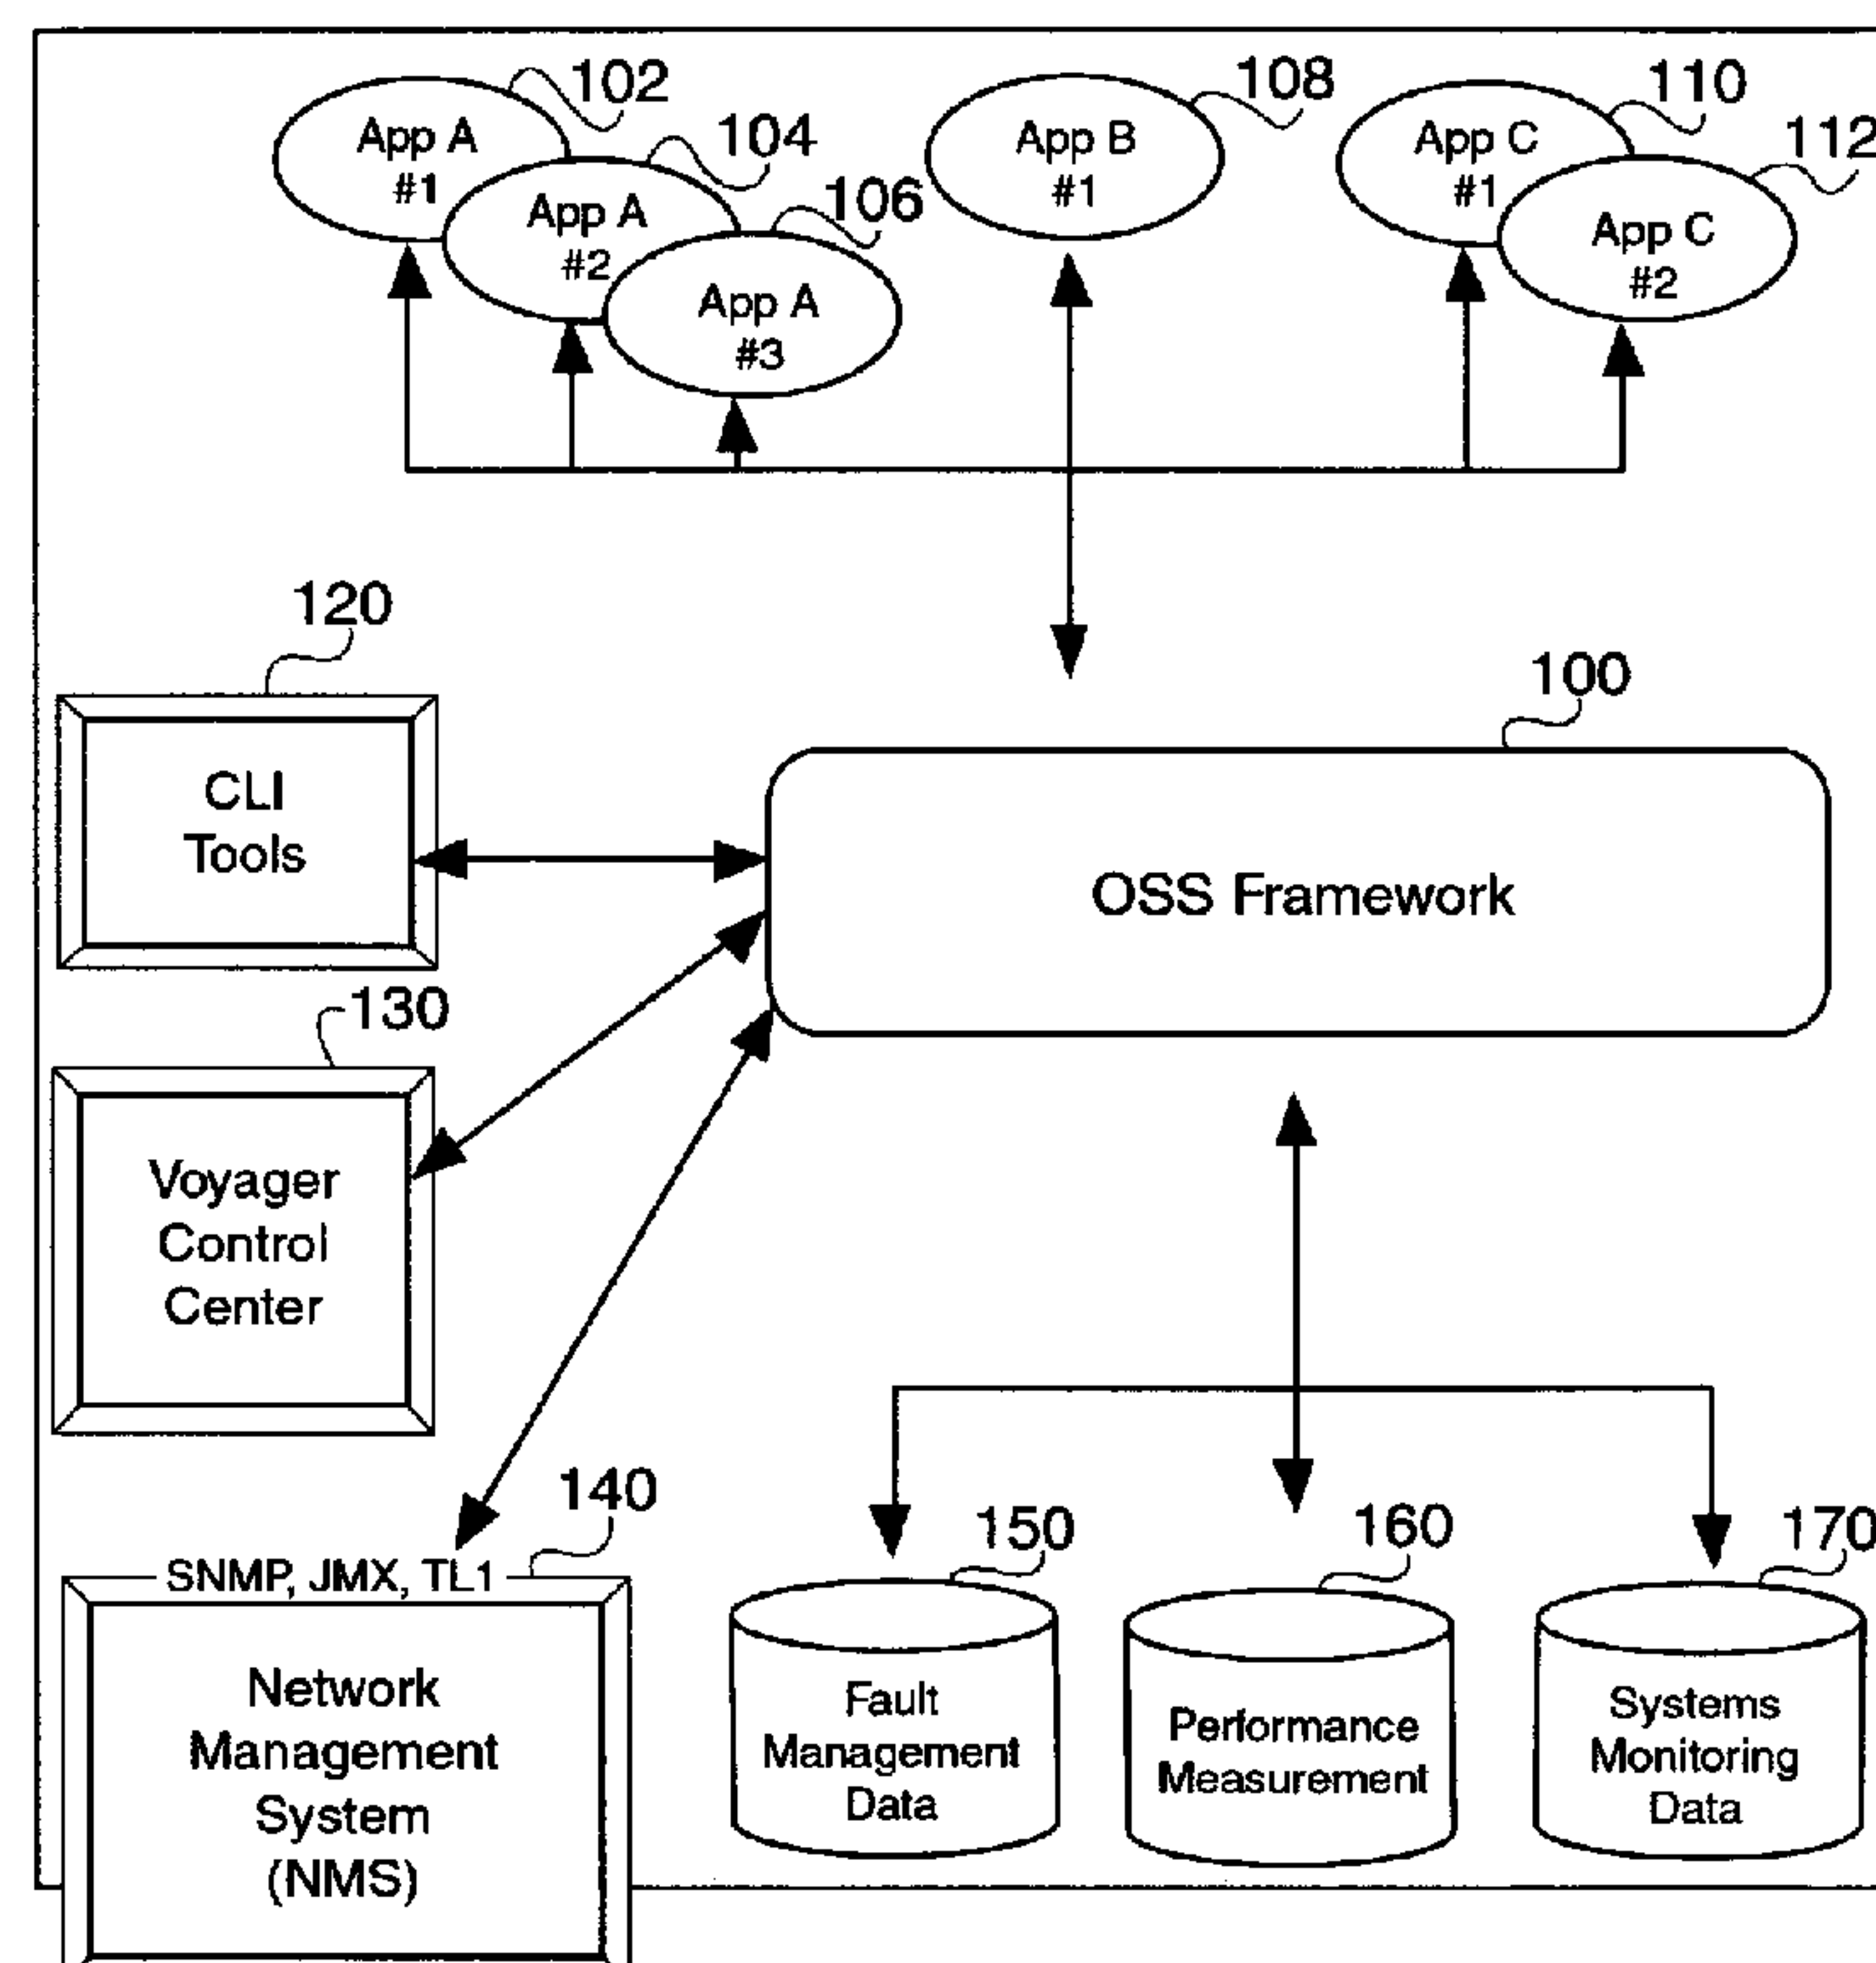 102
App A
#1
104
App A
#2
106
App A
#3
108
App B
#1
110
App C
#1
112
App C
#2
120
CLI
Tools
100
OSS Framework
130
Voyager
Control
Center
140
SNMP, JMX, TL1
Network
Management
System
(NMS)
150
Fault
Management
Data
160
Performance
Measurement
170
Systems
Monitoring
Data